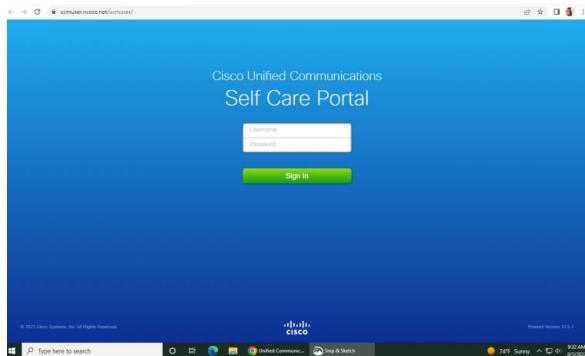 ucmuser.ncocc.net/ucmuser/
Cisco Unified Communications
Self Care Portal
Username
Password
Sign In
© 2021 Cisco Systems, Inc. All Rights Reserved.
CISCO
Product Version: 12.5.1
Type here to search
Unified Communic...
Snip & Sketch
74°F Sunny
9:02 AM